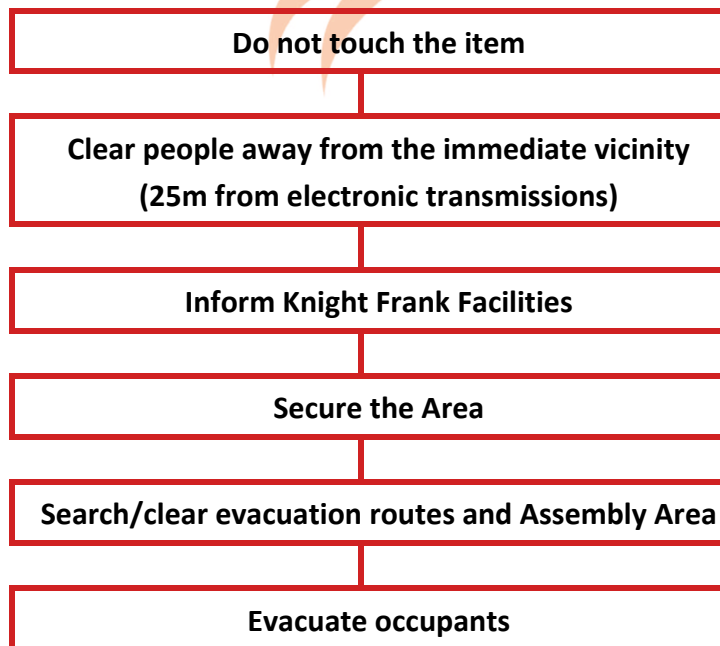 Do not touch the item
Clear people away from the immediate vicinity
(25m from electronic transmissions)
Inform Knight Frank Facilities
Secure the Area
Search/clear evacuation routes and Assembly Area
Evacuate occupants